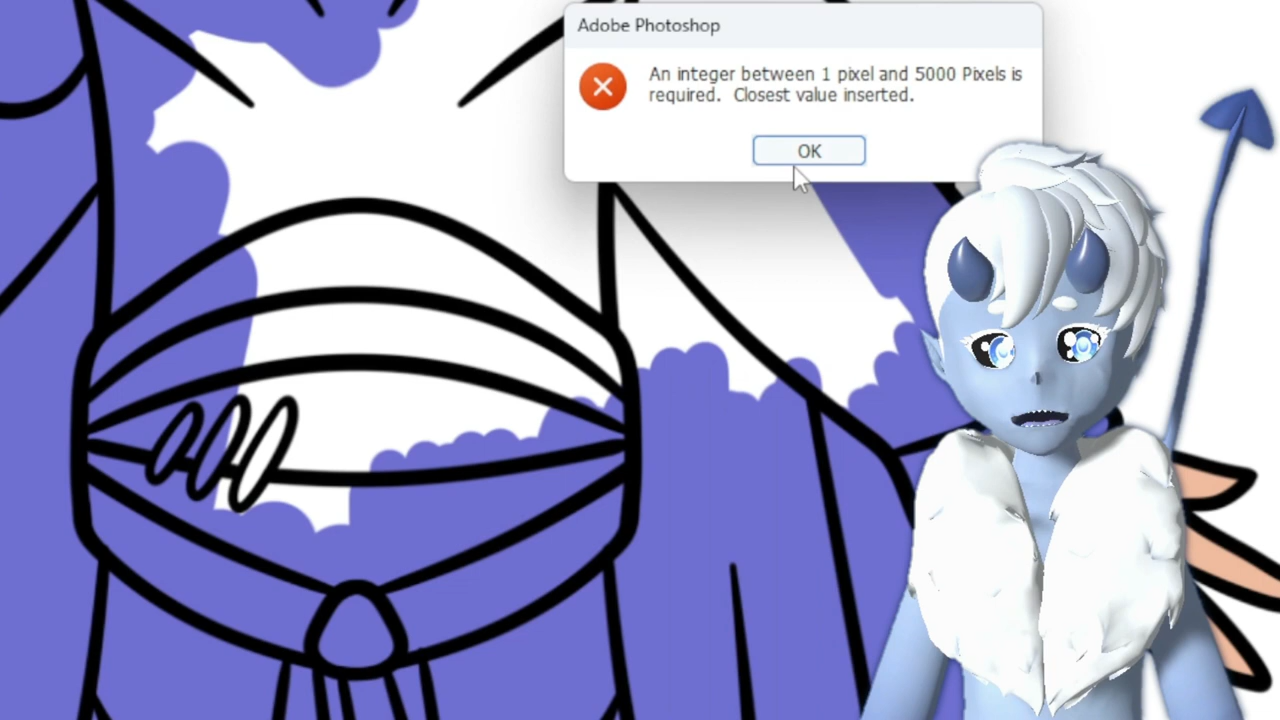 Adobe Photoshop
An integer between 1 pixel and 5000 Pixels is
required.  Closest value inserted.
OK